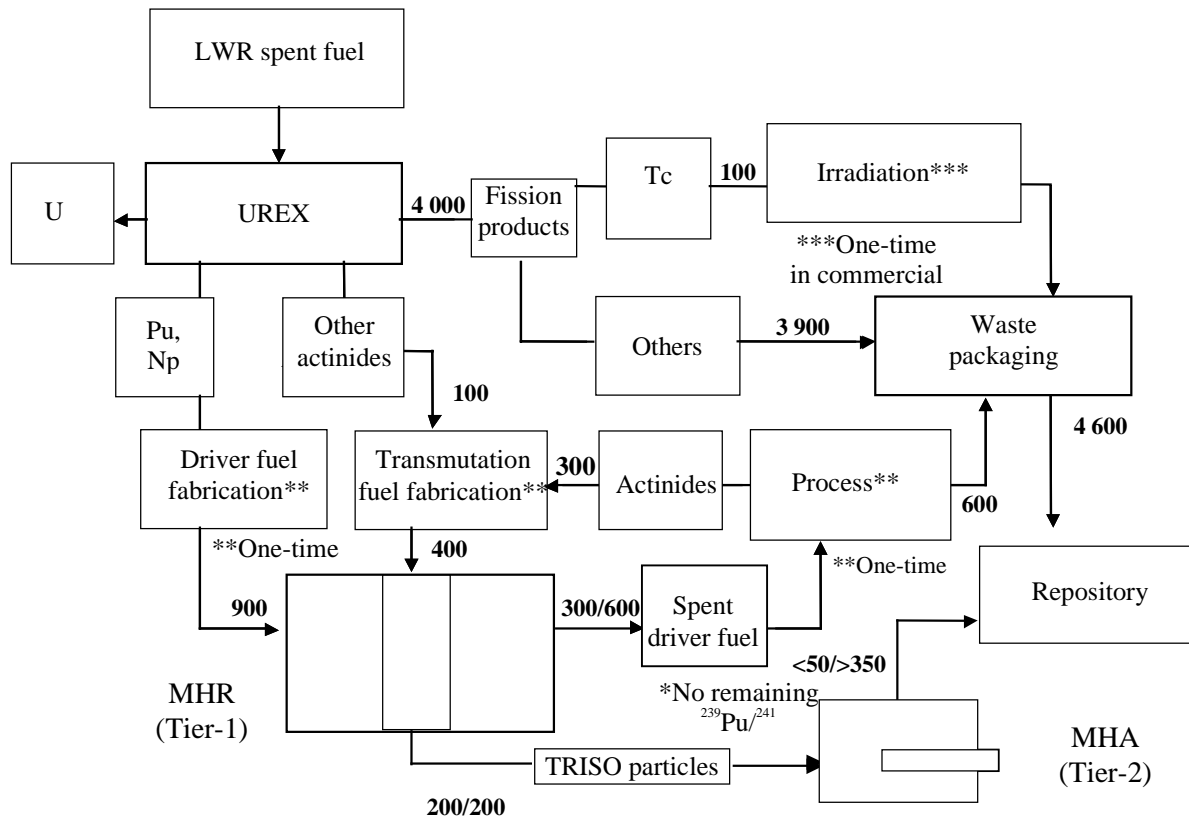 LWR spent fuel
U
UREX
4 000
Fission
products
Tc
100
Irradiation***
***One-time
in commercial
Pu,
Np
Other
actinides
Others
3 900
Waste
packaging
100
4 600
Driver fuel
fabrication**
Transmutation
fuel fabrication**
300
Actinides
Process**
600
**One-time
400
**One-time
Repository
900
300/600
Spent
driver fuel
<50/>350
MHR
(Tier-1)
*No remaining
²³⁹Pu/²⁴¹
MHA
(Tier-2)
TRISO particles
200/200